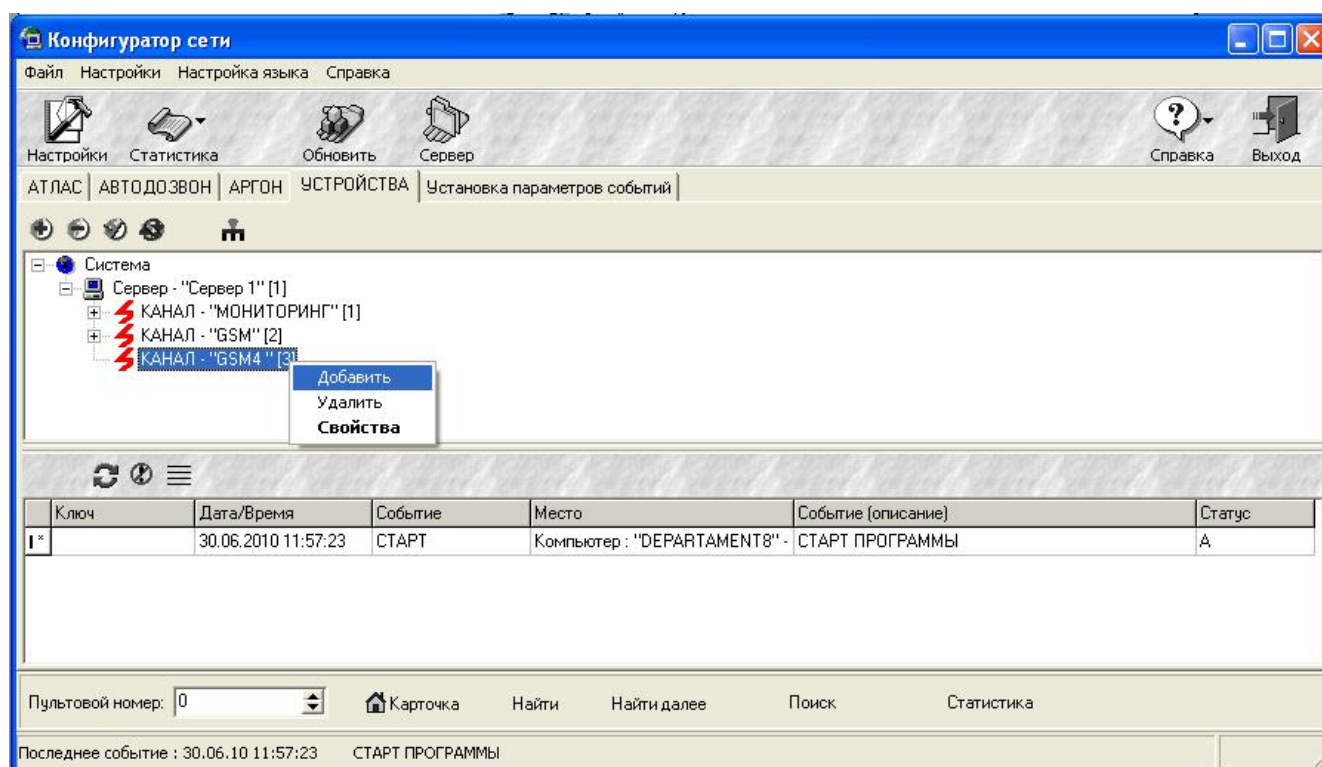 Конфигуратор сети
Файл Настройки Настройка языка Справка
Настройки Статистика Обновить Сервер Справка Выход
АТЛАС АВТОДОЗВОН АРГОН УСТРОЙСТВА Установка параметров событий
Система
Сервер - "Сервер 1" [1]
КАНАЛ - "МОНИТОРИНГ" [1]
КАНАЛ - "GSM" [2]
КАНАЛ - "GSM4 " [3]
Добавить
Удалить
Свойства
Ключ Дата/Время Событие Место Событие (описание) Статус
30.06.2010 11:57:23 СТАРТ Компьютер : "DEPARTAMENT8" - СТАРТ ПРОГРАММЫ А
Пультовой номер: 0 Карточка Найти Найти далее Поиск Статистика
Последнее событие : 30.06.10 11:57:23 СТАРТ ПРОГРАММЫ